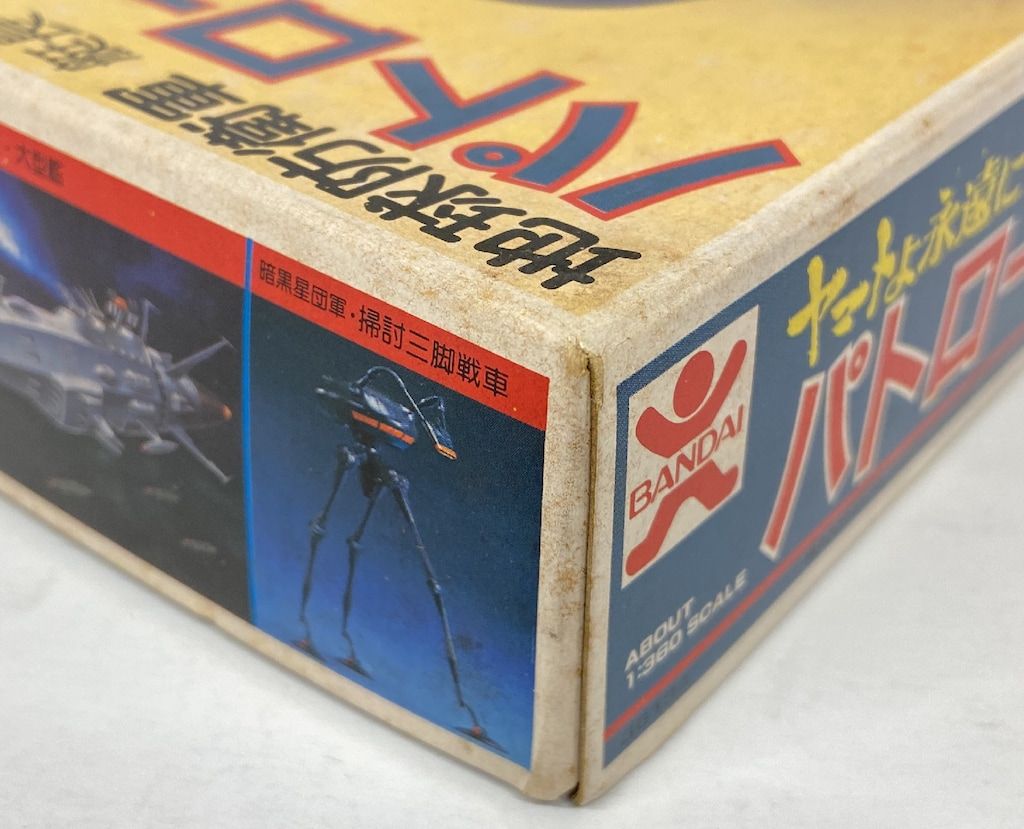 地球防衛軍 艇長
パトロ
大型艦
暗黒星団軍・掃討三脚戦車
ヤマトよ永遠に
パトロー
BANDAI
ABOUT
1:360 SCALE